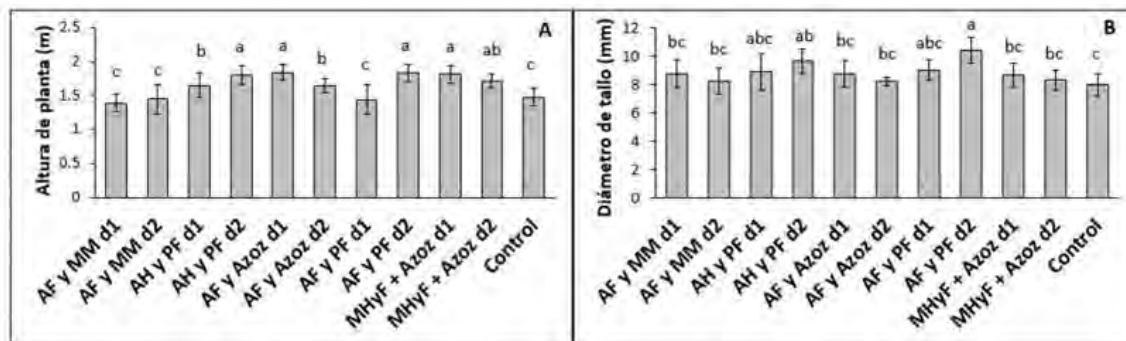 A
Altura de planta (m)
2.5
2
1.5
1
0.5
0
c c b a a b c a a ab c
AF y MM d1
AF y MM d2
AH y PF d1
AH y PF d2
AF y Azoz d1
AF y Azoz d2
AF y PF d1
AF y PF d2
MHyF + Azoz d1
MHyF + Azoz d2
Control
B
Diámetro de tallo (mm)
12
10
8
6
4
2
0
bc bc abc ab bc bc abc a bc bc c
AF y MM d1
AF y MM d2
AH y PF d1
AH y PF d2
AF y Azoz d1
AF y Azoz d2
AF y PF d1
AF y PF d2
MHyF + Azoz d1
MHyF + Azoz d2
Control